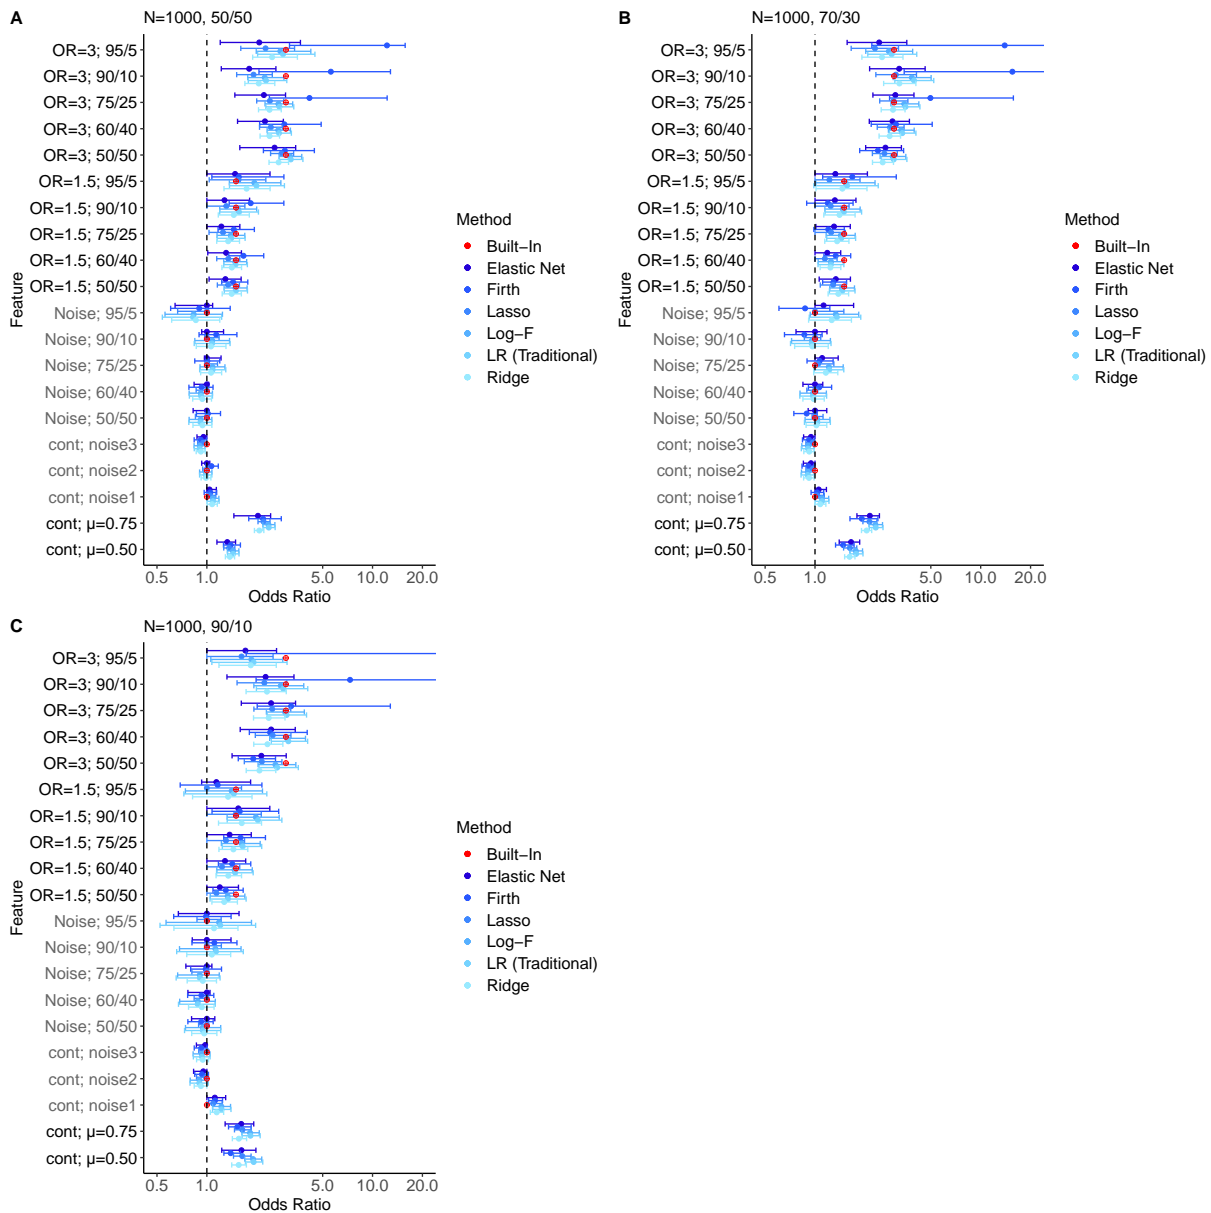 A
N=1000, 50/50
Feature
OR=3; 95/5
OR=3; 90/10
OR=3; 75/25
OR=3; 60/40
OR=3; 50/50
OR=1.5; 95/5
OR=1.5; 90/10
OR=1.5; 75/25
OR=1.5; 60/40
OR=1.5; 50/50
Noise; 95/5
Noise; 90/10
Noise; 75/25
Noise; 60/40
Noise; 50/50
cont; noise3
cont; noise2
cont; noise1
cont; μ=0.75
cont; μ=0.50
0.5 1.0 5.0 10.0 20.0
Odds Ratio
Method
Built−In
Elastic Net
Firth
Lasso
Log−F
LR (Traditional)
Ridge
B
N=1000, 70/30
Feature
OR=3; 95/5
OR=3; 90/10
OR=3; 75/25
OR=3; 60/40
OR=3; 50/50
OR=1.5; 95/5
OR=1.5; 90/10
OR=1.5; 75/25
OR=1.5; 60/40
OR=1.5; 50/50
Noise; 95/5
Noise; 90/10
Noise; 75/25
Noise; 60/40
Noise; 50/50
cont; noise3
cont; noise2
cont; noise1
cont; μ=0.75
cont; μ=0.50
0.5 1.0 5.0 10.0 20.0
Odds Ratio
Method
Built−In
Elastic Net
Firth
Lasso
Log−F
LR (Traditional)
Ridge
C
N=1000, 90/10
Feature
OR=3; 95/5
OR=3; 90/10
OR=3; 75/25
OR=3; 60/40
OR=3; 50/50
OR=1.5; 95/5
OR=1.5; 90/10
OR=1.5; 75/25
OR=1.5; 60/40
OR=1.5; 50/50
Noise; 95/5
Noise; 90/10
Noise; 75/25
Noise; 60/40
Noise; 50/50
cont; noise3
cont; noise2
cont; noise1
cont; μ=0.75
cont; μ=0.50
0.5 1.0 5.0 10.0 20.0
Odds Ratio
Method
Built−In
Elastic Net
Firth
Lasso
Log−F
LR (Traditional)
Ridge